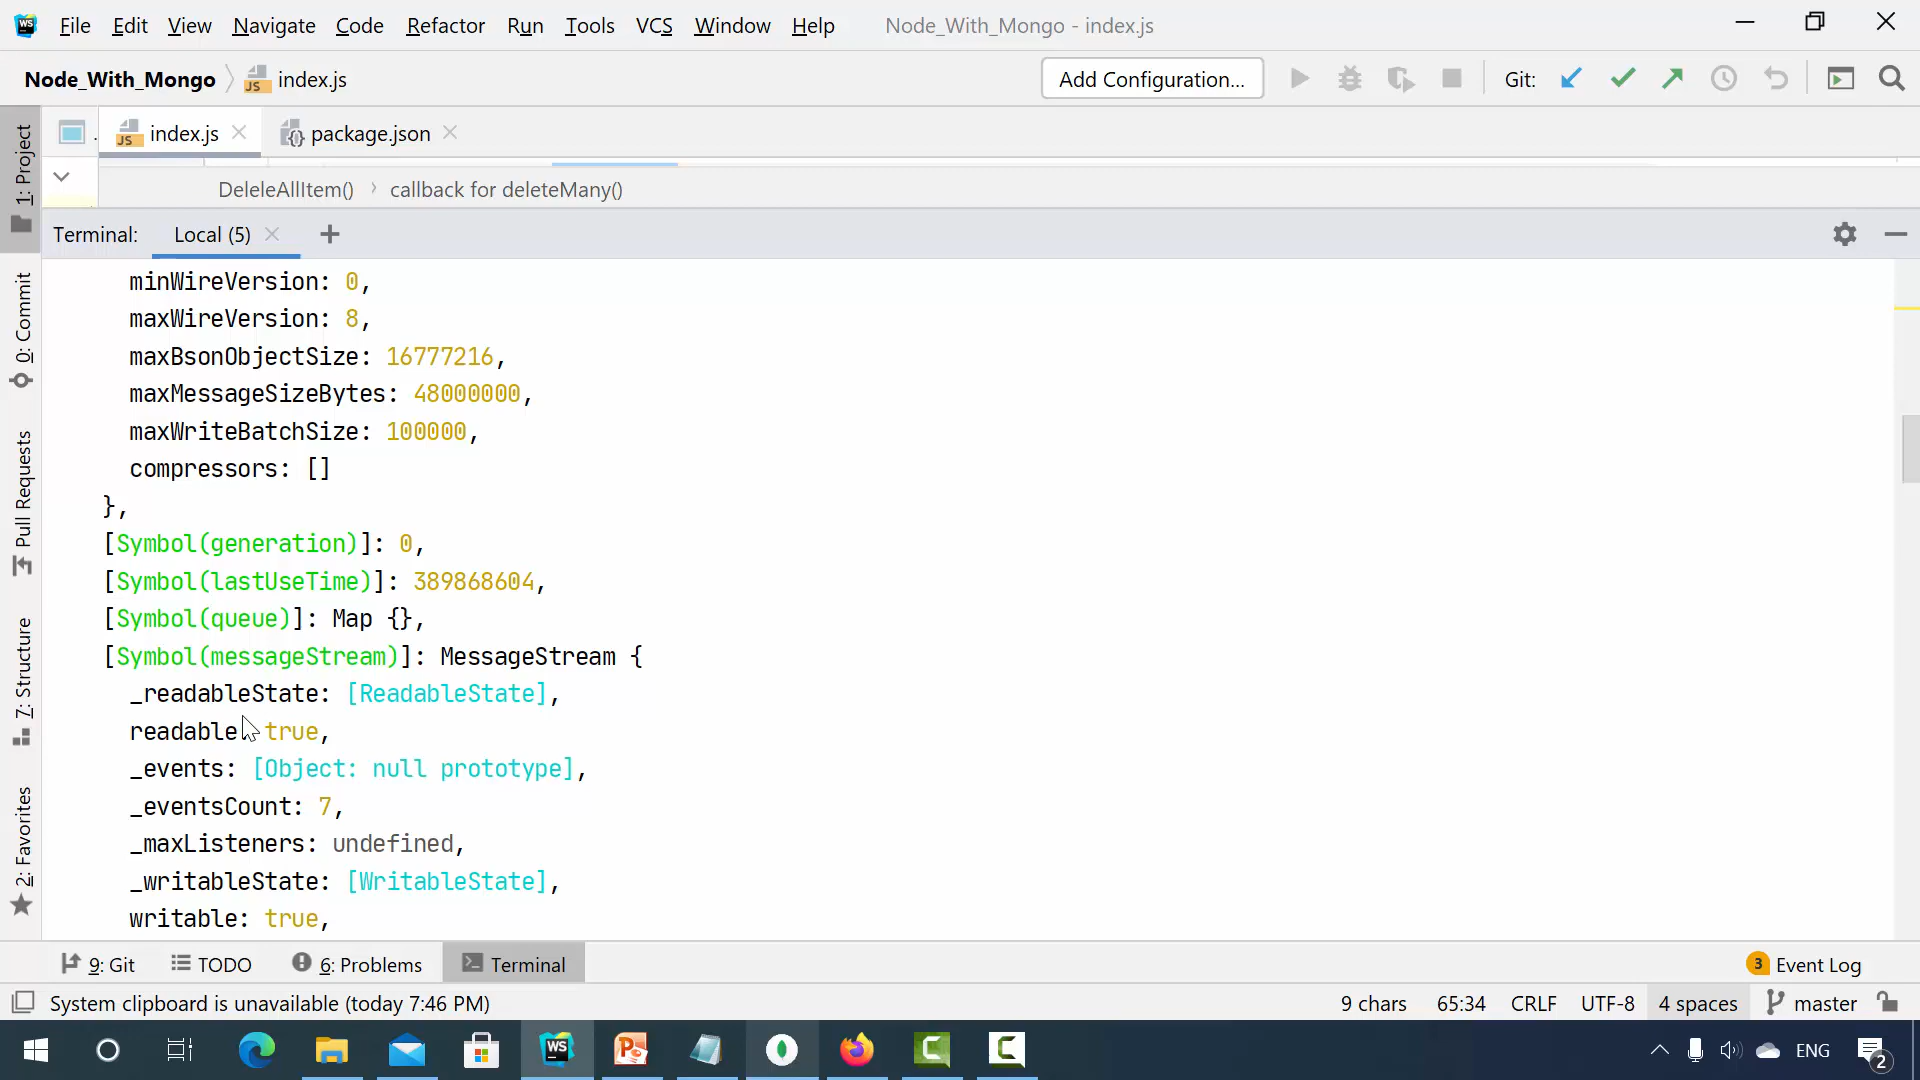 WS File Edit View Navigate Code Refactor Run Tools VCS Window Help Node_With_Mongo - index.js
Node_With_Mongo JS index.js Add Configuration... Git:
JS index.js package.json
DeleleAllItem() callback for deleteMany()
Terminal: Local (5)
minWireVersion: 0,
maxWireVersion: 8,
maxBsonObjectSize: 16777216,
maxMessageSizeBytes: 48000000,
maxWriteBatchSize: 100000,
compressors: []
},
[Symbol(generation)]: 0,
[Symbol(lastUseTime)]: 389868604,
[Symbol(queue)]: Map {},
[Symbol(messageStream)]: MessageStream {
_readableState: [ReadableState],
readable: true,
_events: [Object: null prototype],
_eventsCount: 7,
_maxListeners: undefined,
_writableState: [WritableState],
writable: true,
1: Project
0: Commit
Pull Requests
7: Structure
2: Favorites
9: Git TODO 6: Problems Terminal 3 Event Log
System clipboard is unavailable (today 7:46 PM) 9 chars 65:34 CRLF UTF-8 4 spaces master
WS P C C ENG 2